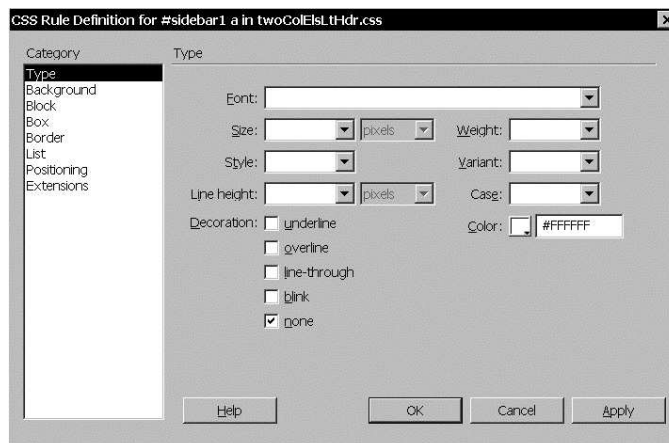 CSS Rule Definition for #sidebar1 a in twoColElsLtHdr.css
Category
Type
Type
Background
Block
Box
Border
List
Positioning
Extensions
Font:
Size: pixels Weight:
Style: Variant:
Line height: pixels Case:
Decoration: underline Color: #FFFFFF
overline
line-through
blink
none
Help OK Cancel Apply